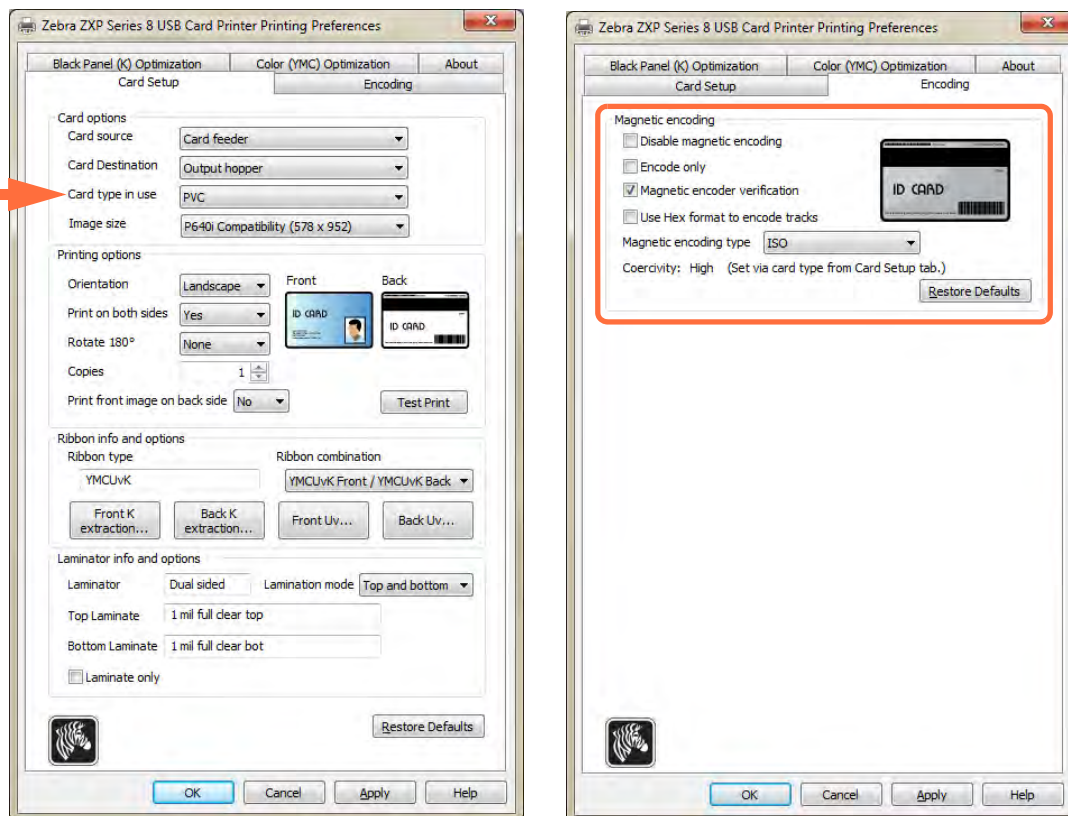 Zebra ZXP Series 8 USB Card Printer Printing Preferences
Black Panel (K) Optimization Color (YMC) Optimization About
Card Setup Encoding
Card options
Card source Card feeder
Card Destination Output hopper
Card type in use PVC
Image size P640i Compatibility (578 x 952)
Printing options
Orientation Landscape Front Back
Print on both sides Yes
ID CARD ID CARD
Rotate 180° None
Copies 1
Print front image on back side No Test Print
Ribbon info and options
Ribbon type Ribbon combination
YMCUvK YMCUvK Front / YMCUvK Back
Front K extraction... Back K extraction... Front Uv... Back Uv...
Laminator info and options
Laminator Dual sided Lamination mode Top and bottom
Top Laminate 1 mil full clear top
Bottom Laminate 1 mil full clear bot
Laminate only
Restore Defaults
OK Cancel Apply Help
Zebra ZXP Series 8 USB Card Printer Printing Preferences
Black Panel (K) Optimization Color (YMC) Optimization About
Card Setup Encoding
Magnetic encoding
Disable magnetic encoding
Encode only
Magnetic encoder verification
ID CARD
Use Hex format to encode tracks
Magnetic encoding type ISO
Coercivity: High (Set via card type from Card Setup tab.)
Restore Defaults
OK Cancel Apply Help